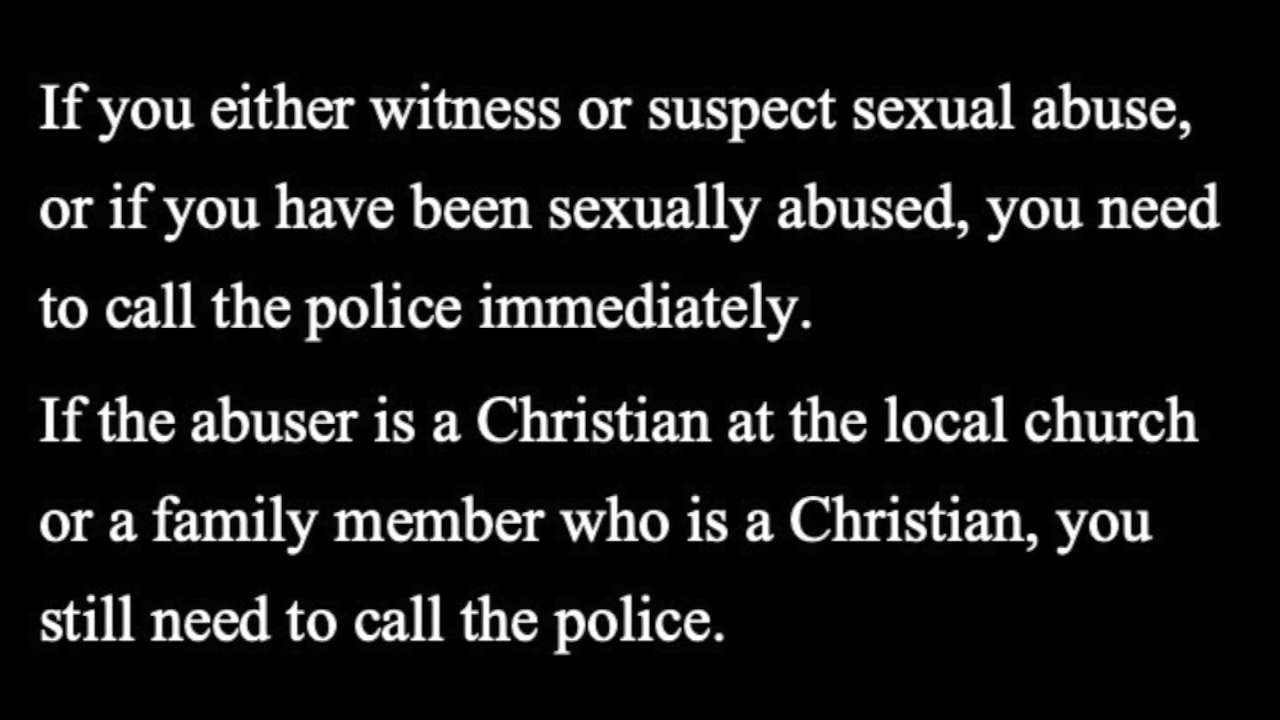 If you either witness or suspect sexual abuse,
or if you have been sexually abused, you need
to call the police immediately.
If the abuser is a Christian at the local church
or a family member who is a Christian, you
still need to call the police.